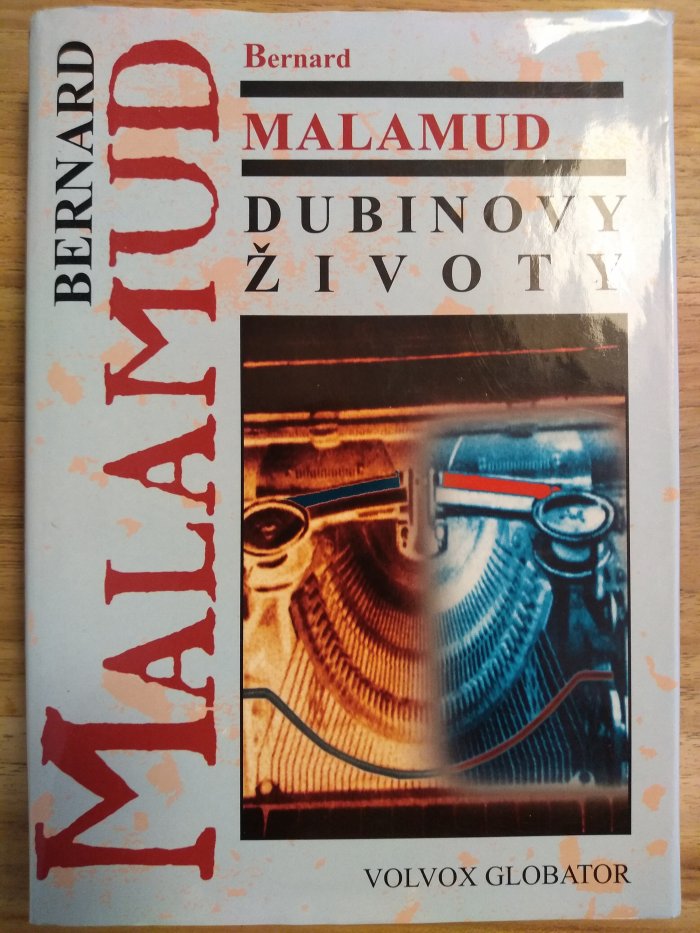 BERNARD
MALAMUD
Bernard
MALAMUD
DUBINOVY
ŽIVOTY
VOLVOX GLOBATOR